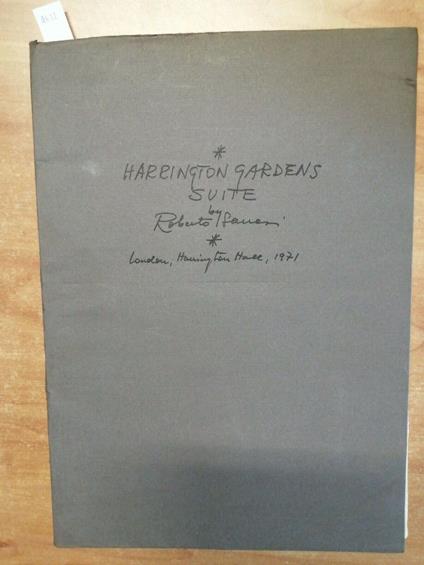 *
HARRINGTON GARDENS
SUITE
by
Roberto Sanesi
*
London, Harrington Hall, 1971